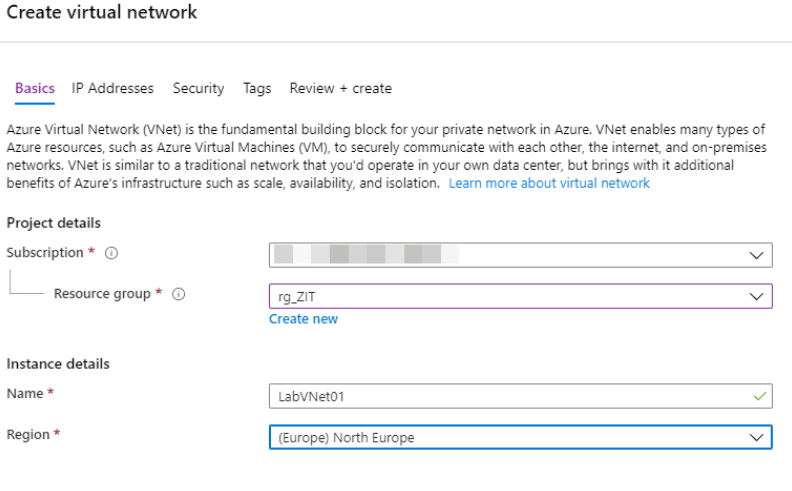 Create virtual network
Basics IP Addresses Security Tags Review + create
Azure Virtual Network (VNet) is the fundamental building block for your private network in Azure. VNet enables many types of
Azure resources, such as Azure Virtual Machines (VM), to securely communicate with each other, the internet, and on-premises
networks. VNet is similar to a traditional network that you'd operate in your own data center, but brings with it additional
benefits of Azure's infrastructure such as scale, availability, and isolation. Learn more about virtual network
Project details
Subscription *
Resource group * rg_ZIT
Create new
Instance details
Name * LabVNet01
Region * (Europe) North Europe